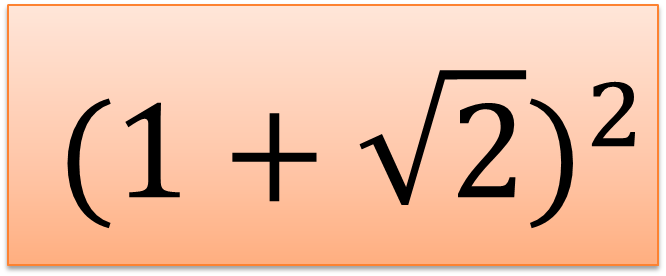 (1 + √2)²